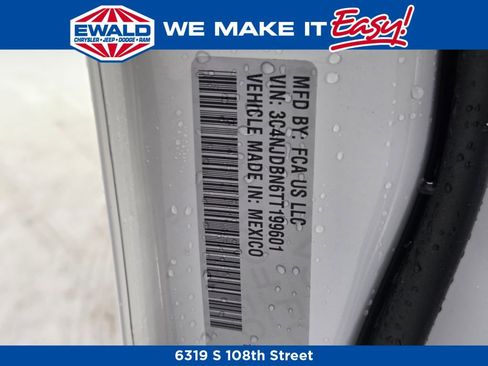 EWALD
CHRYSLER • JEEP • DODGE • RAM
WE MAKE IT Easy!
MFD BY: FCA US LLC
VIN: 3C4NJDBN6TT199601
VEHICLE MADE IN: MEXICO
6319 S 108th Street